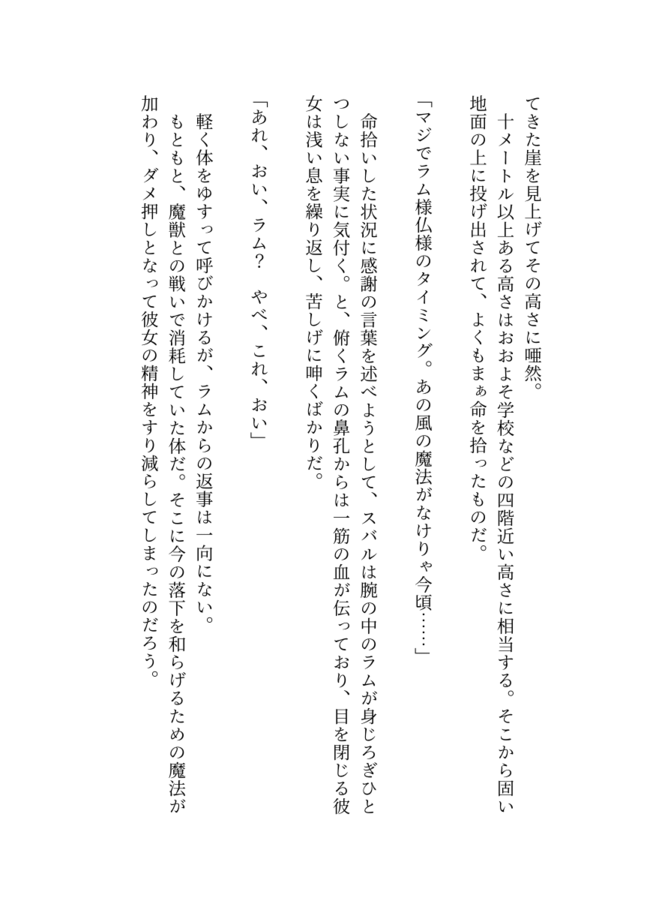 てきた崖を見上げてその高さに唖然。
　十メートル以上ある高さはおおよそ学校などの四階近い高さに相当する。そこから固い
地面の上に投げ出されて、よくもまぁ命を拾ったものだ。
「マジでラム様仏様のタイミング。あの風の魔法がなけりゃ今頃……」
　命拾いした状況に感謝の言葉を述べようとして、スバルは腕の中のラムが身じろぎひと
つしない事実に気付く。と、俯くラムの鼻孔からは一筋の血が伝っており、目を閉じる彼
女は浅い息を繰り返し、苦しげに呻くばかりだ。
「あれ、おい、ラム？　やべ、これ、おい」
　軽く体をゆすって呼びかけるが、ラムからの返事は一向にない。
　もともと、魔獣との戦いで消耗していた体だ。そこに今の落下を和らげるための魔法が
加わり、ダメ押しとなって彼女の精神をすり減らしてしまったのだろう。